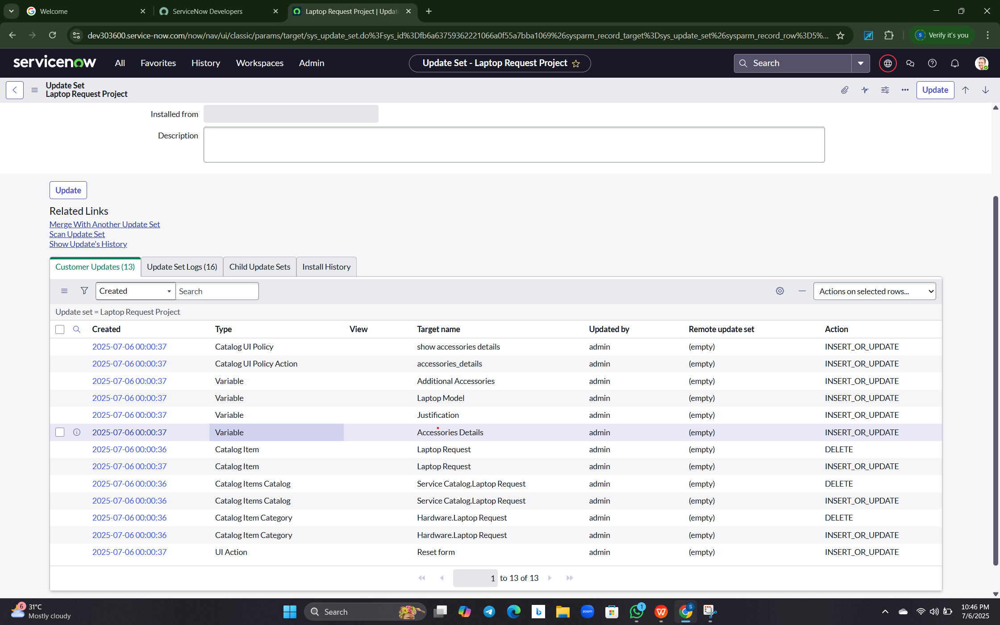 Welcome
ServiceNow Developers
Laptop Request Project | Updat
dev303600.service-now.com/now/nav/ui/classic/params/target/sys_update_set.do%3Fsys_id%3Dfb6a63759362221066a0f55a7bba1069%26sysparm_record_target%3Dsys_update_set%26sysparm_record_row%3D5%...
S
Verify it's you
servicenow
All
Favorites
History
Workspaces
Admin
Update Set - Laptop Request Project
Search
Update Set
Laptop Request Project
Update
Installed from
Description
Update
Related Links
Merge With Another Update Set
Scan Update Set
Show Update's History
Customer Updates (13)
Update Set Logs (16)
Child Update Sets
Install History
Created
Search
Actions on selected rows...
Update set = Laptop Request Project
Created Type View Target name Updated by Remote update set Action
2025-07-06 00:00:37 Catalog UI Policy show accessories details admin (empty) INSERT_OR_UPDATE
2025-07-06 00:00:37 Catalog UI Policy Action accessories_details admin (empty) INSERT_OR_UPDATE
2025-07-06 00:00:37 Variable Additional Accessories admin (empty) INSERT_OR_UPDATE
2025-07-06 00:00:37 Variable Laptop Model admin (empty) INSERT_OR_UPDATE
2025-07-06 00:00:37 Variable Justification admin (empty) INSERT_OR_UPDATE
2025-07-06 00:00:37 Variable Accessories Details admin (empty) INSERT_OR_UPDATE
2025-07-06 00:00:36 Catalog Item Laptop Request admin (empty) DELETE
2025-07-06 00:00:37 Catalog Item Laptop Request admin (empty) INSERT_OR_UPDATE
2025-07-06 00:00:36 Catalog Items Catalog Service Catalog.Laptop Request admin (empty) DELETE
2025-07-06 00:00:36 Catalog Items Catalog Service Catalog.Laptop Request admin (empty) INSERT_OR_UPDATE
2025-07-06 00:00:36 Catalog Item Category Hardware.Laptop Request admin (empty) DELETE
2025-07-06 00:00:36 Catalog Item Category Hardware.Laptop Request admin (empty) INSERT_OR_UPDATE
2025-07-06 00:00:37 UI Action Reset form admin (empty) INSERT_OR_UPDATE
1 to 13 of 13
6
31°C
Mostly cloudy
Search
zoom
1
S
10:46 PM
7/6/2025